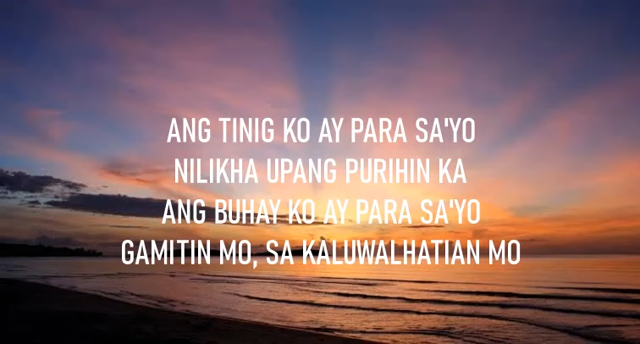 ANG TINIG KO AY PARA SA'YO
NILIKHA UPANG PURIHIN KA
ANG BUHAY KO AY PARA SA'YO
GAMITIN MO, SA KALUWALHATIAN MO